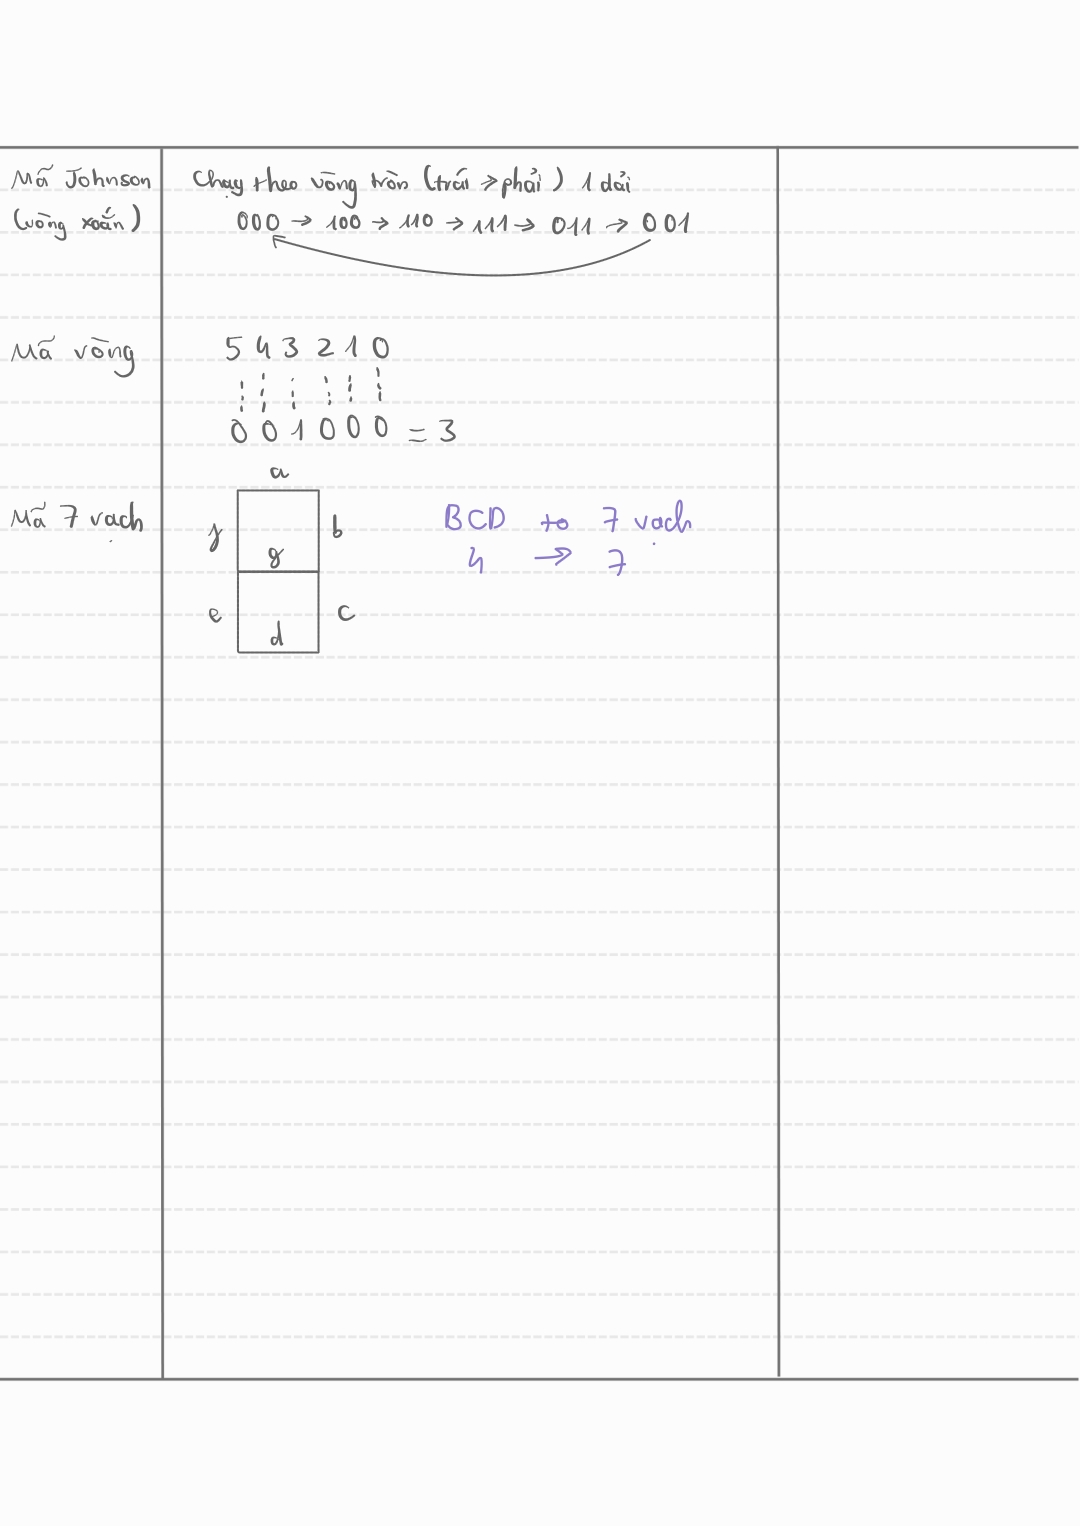 Mã Johnson
(vòng xoắn)
Chạy theo vòng tròn (trái → phải) 1 dải
000 → 100 → 110 → 111 → 011 → 001
Mã vòng
5 4 3 2 1 0
0 0 1 0 0 0 = 3
Mã 7 vạch
a
f b
g
e c
d
BCD to 7 vạch
4 → 7